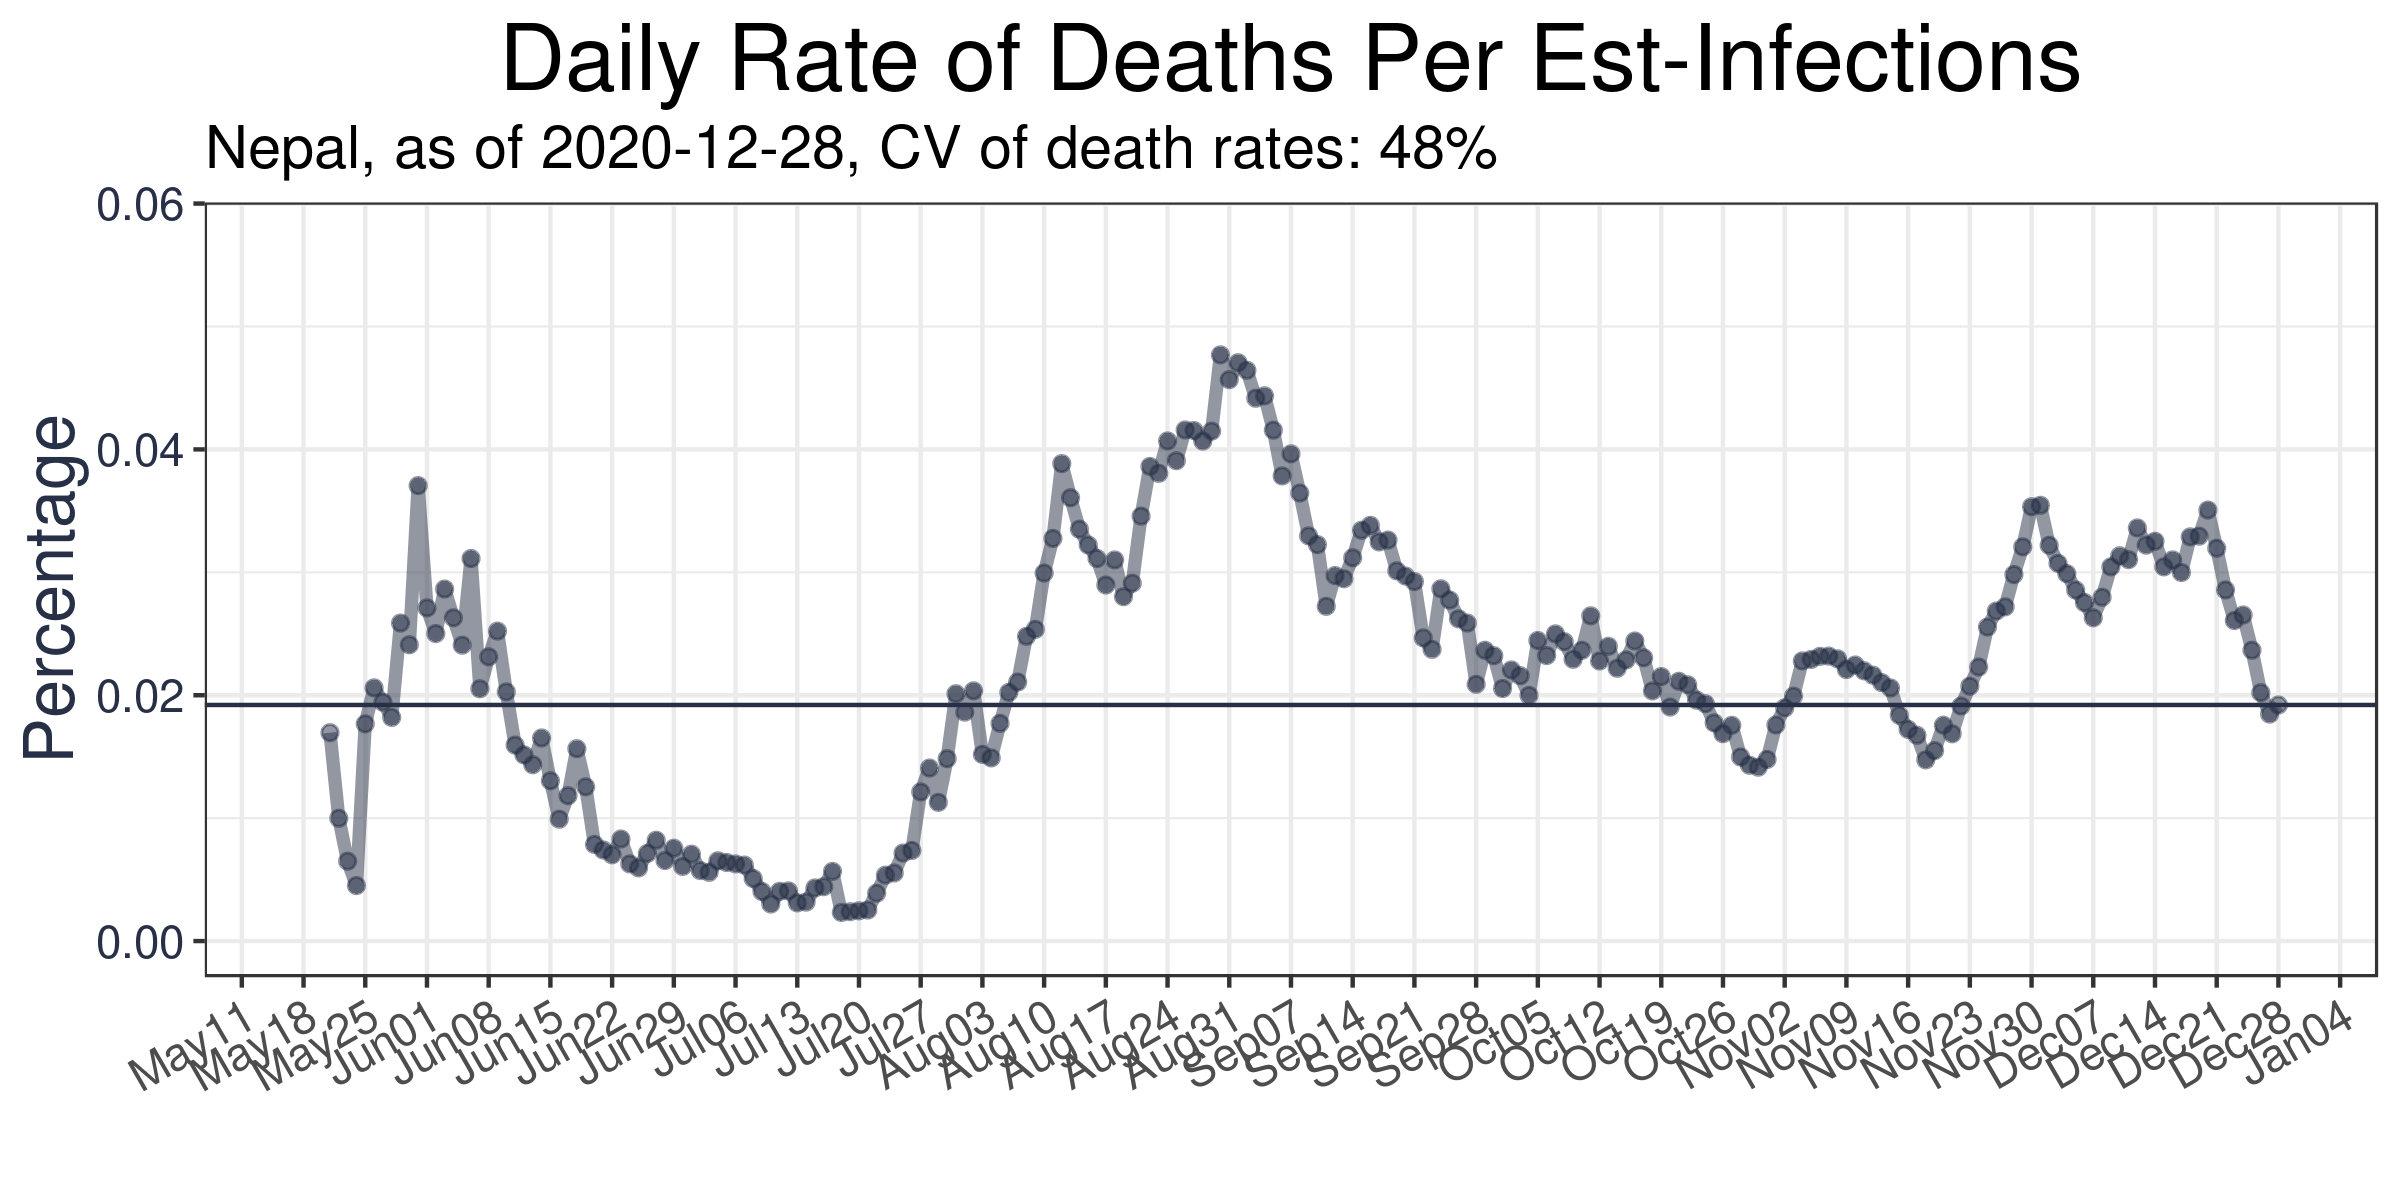 Daily Rate of Deaths Per Est-Infections
Nepal, as of 2020-12-28, CV of death rates: 48%
Percentage
0.06
0.04
0.02
0.00
May11
May18
May25
Jun01
Jun08
Jun15
Jun22
Jun29
Jul06
Jul13
Jul20
Jul27
Aug03
Aug10
Aug17
Aug24
Aug31
Sep07
Sep14
Sep21
Sep28
Oct05
Oct12
Oct19
Oct26
Nov02
Nov09
Nov16
Nov23
Nov30
Dec07
Dec14
Dec21
Dec28
Jan04